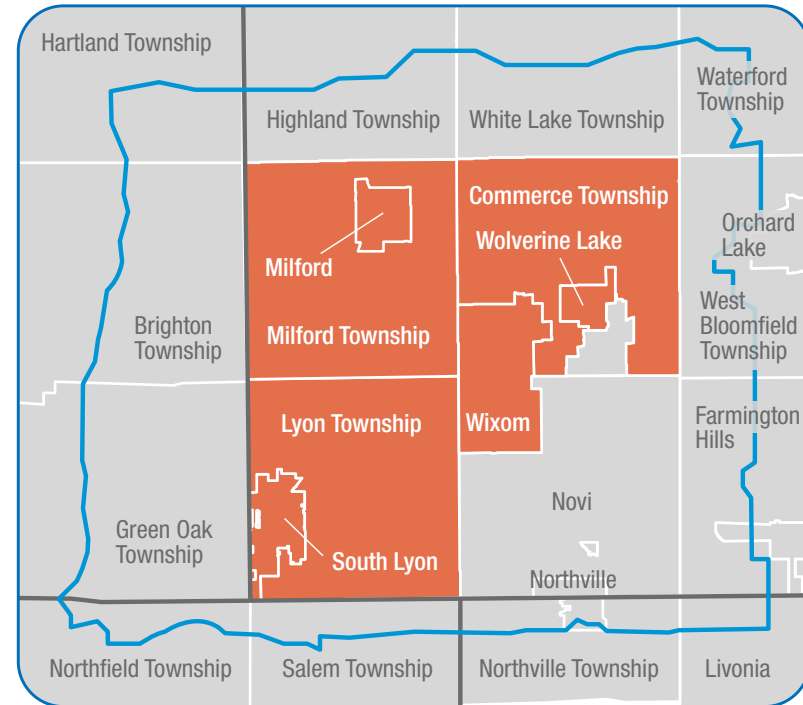 Hartland Township
Waterford
Township
Highland Township
White Lake Township
Commerce Township
Orchard
Lake
Wolverine Lake
Milford
West
Bloomfield
Township
Brighton
Township
Milford Township
Farmington
Hills
Lyon Township
Wixom
Novi
Green Oak
Township
South Lyon
Northville
Northfield Township
Salem Township
Northville Township
Livonia